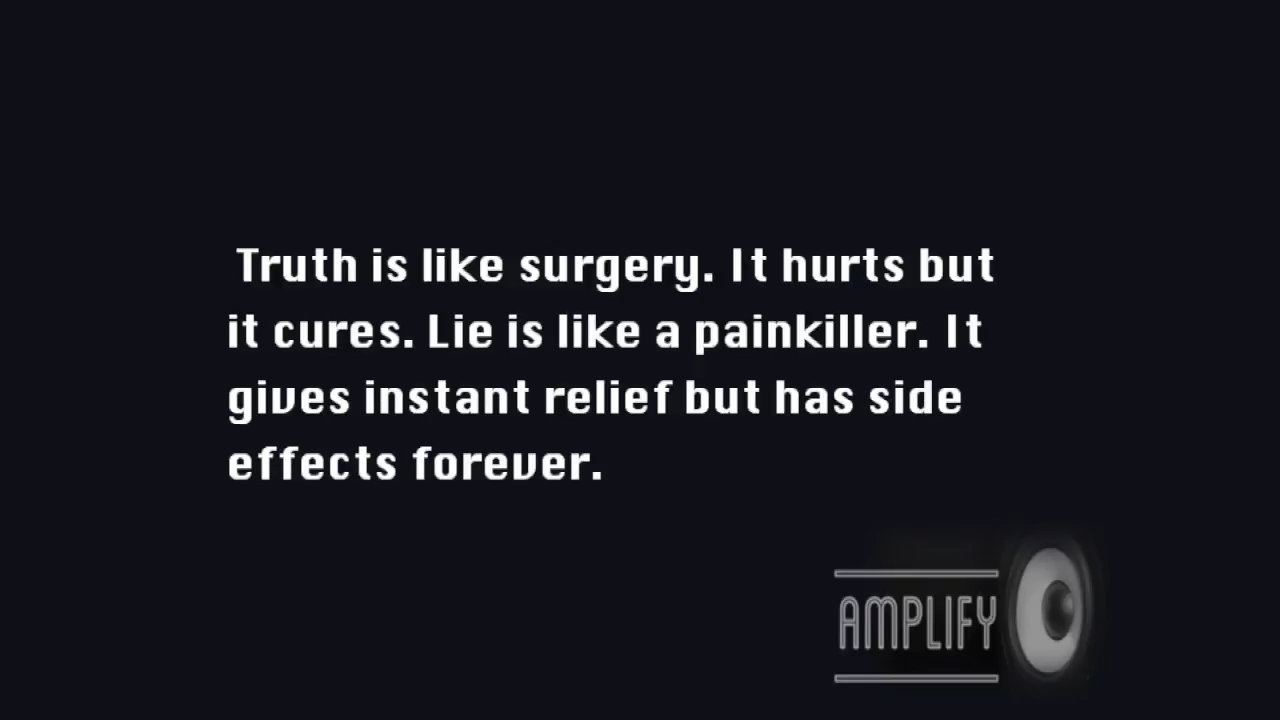 Truth is like surgery. It hurts but
it cures. Lie is like a painkiller. It
gives instant relief but has side
effects forever.
AMPLIFY